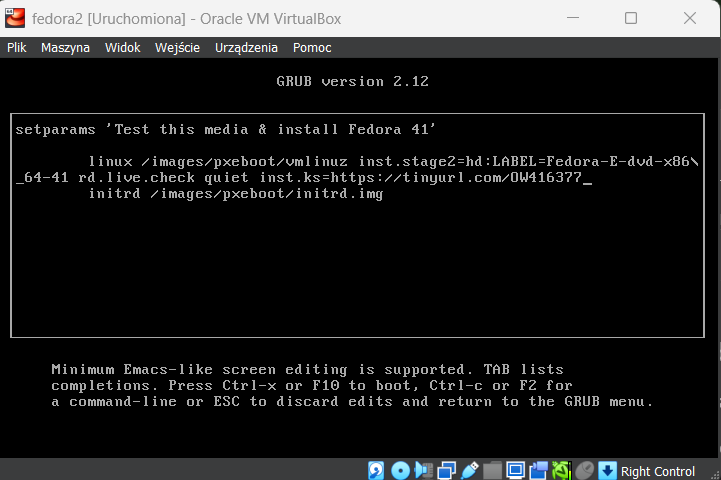 fedora2 [Uruchomiona] - Oracle VM VirtualBox
Plik Maszyna Widok Wejście Urządzenia Pomoc
GRUB version 2.12
setparams 'Test this media & install Fedora 41'
linux /images/pxeboot/vmlinuz inst.stage2=hd:LABEL=Fedora-E-dvd-x86\
_64-41 rd.live.check quiet inst.ks=https://tinyurl.com/OW416377_
initrd /images/pxeboot/initrd.img
Minimum Emacs-like screen editing is supported. TAB lists
completions. Press Ctrl-x or F10 to boot, Ctrl-c or F2 for
a command-line or ESC to discard edits and return to the GRUB menu.
Right Control